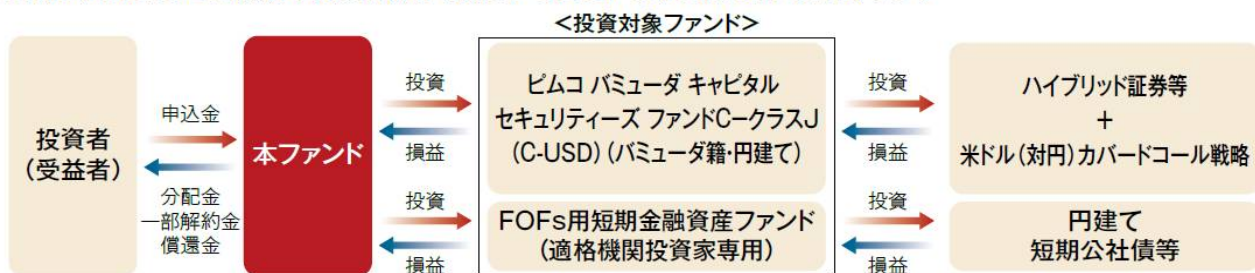 <投資対象ファンド>
投資者
(受益者)
申込金
分配金
一部解約金
償還金
本ファンド
投資
損益
投資
損益
ピムコ バミューダ キャピタル
セキュリティーズ ファンドCークラスJ
(C-USD)(バミューダ籍・円建て)
FOFs用短期金融資産ファンド
(適格機関投資家専用)
投資
損益
投資
損益
ハイブリッド証券等
+
米ドル(対円)カバードコール戦略
円建て
短期公社債等